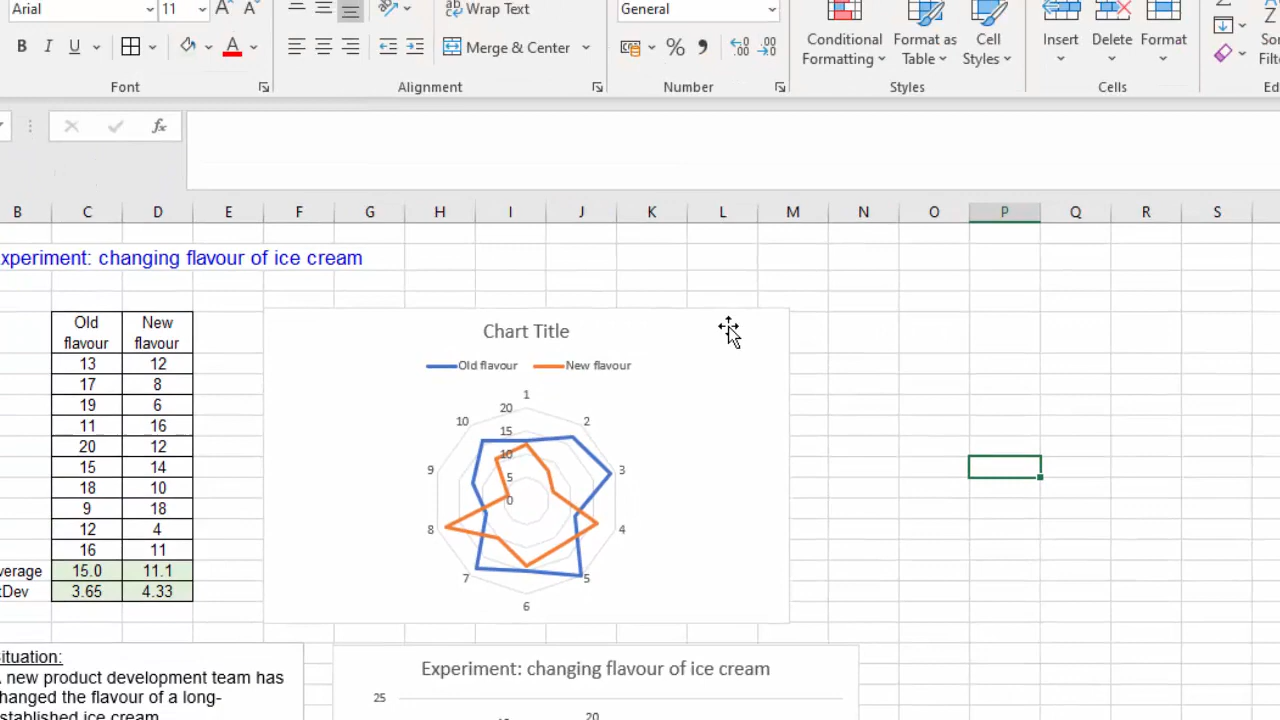 Arial 11 A A ab Wrap Text General
B I U A Merge & Center % Conditional Formatting Format as Table Cell Styles Insert Delete Format
Font Alignment Number Styles Cells
fx
B C D E F G H I J K L M N O P Q R S
xperiment: changing flavour of ice cream
Old New
flavour flavour
13 12
17 8
19 6
11 16
20 12
15 14
18 10
9 18
12 4
16 11
verage 15.0 11.1
tDev 3.65 4.33
Chart Title
Old flavour New flavour
1
20
10 2
15
10
9 3
5
0
8 4
7 5
6
ituation:
new product development team has
hanged the flavour of a long-
stablished ice cream
Experiment: changing flavour of ice cream
25
20